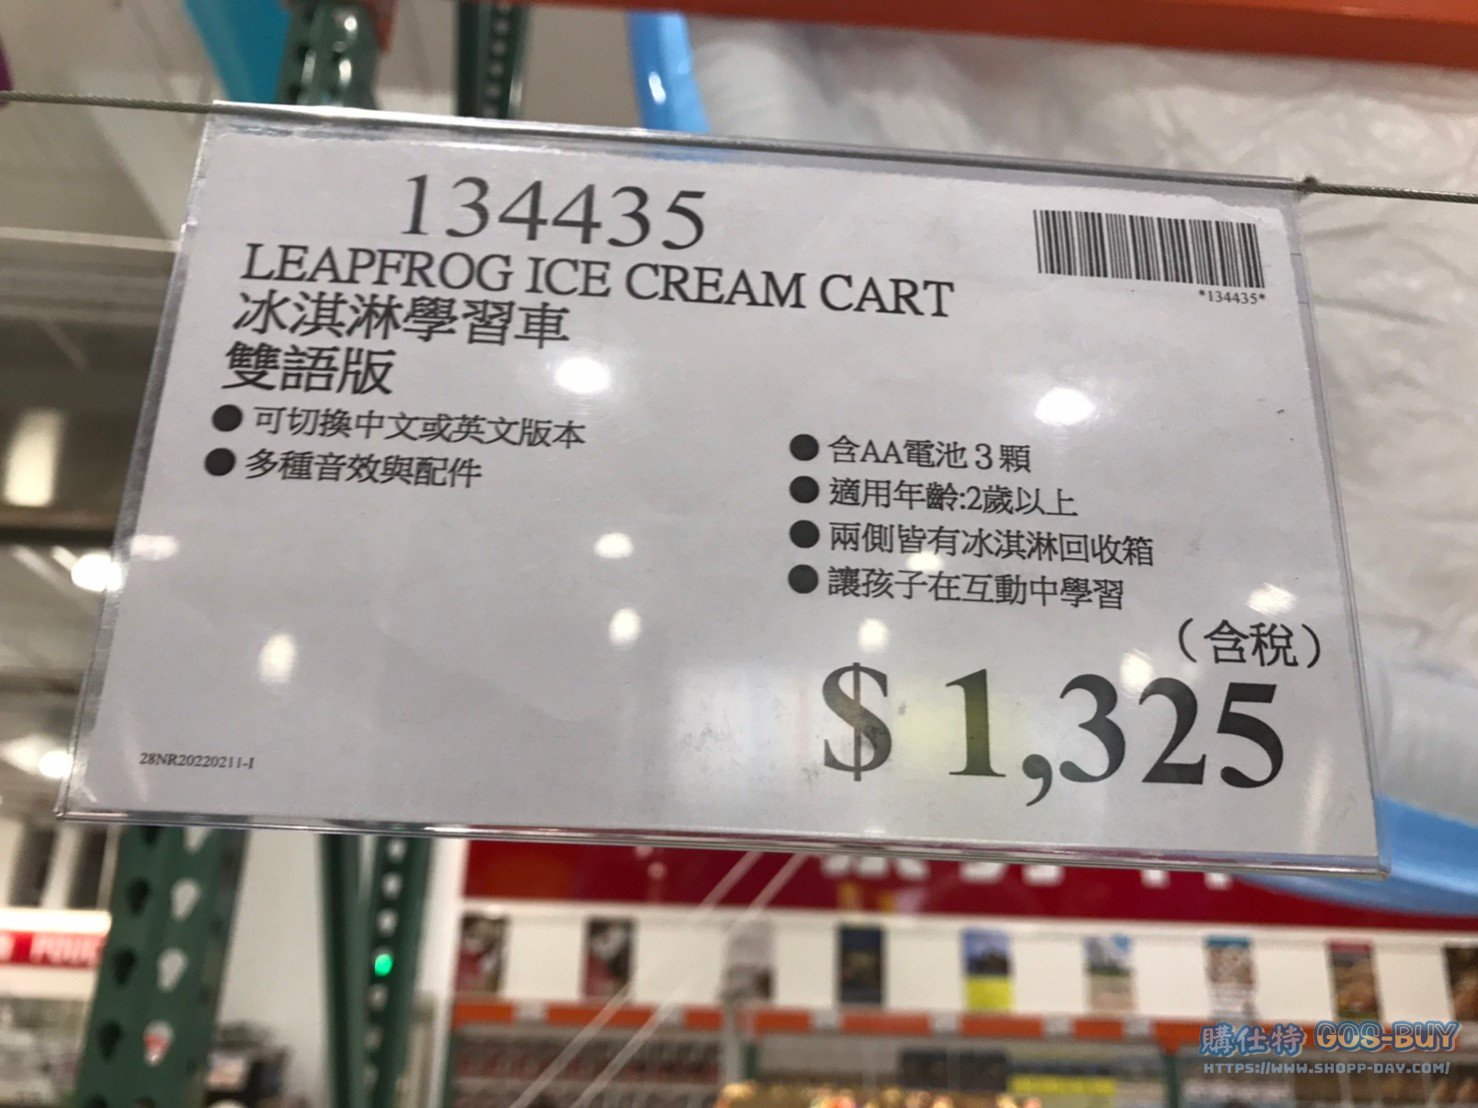 134435
LEAPFROG ICE CREAM CART
冰淇淋學習車
雙語版
●可切換中文或英文版本
●多種音效與配件
*134435*
●含AA電池3顆
●適用年齡:2歲以上
●兩側皆有冰淇淋回收箱
●讓孩子在互動中學習
(含稅)
$ 1,325
28NR20220211-I
購仕特 GOS-BUY
HTTPS://WWW.SHOPP-DAY.COM/